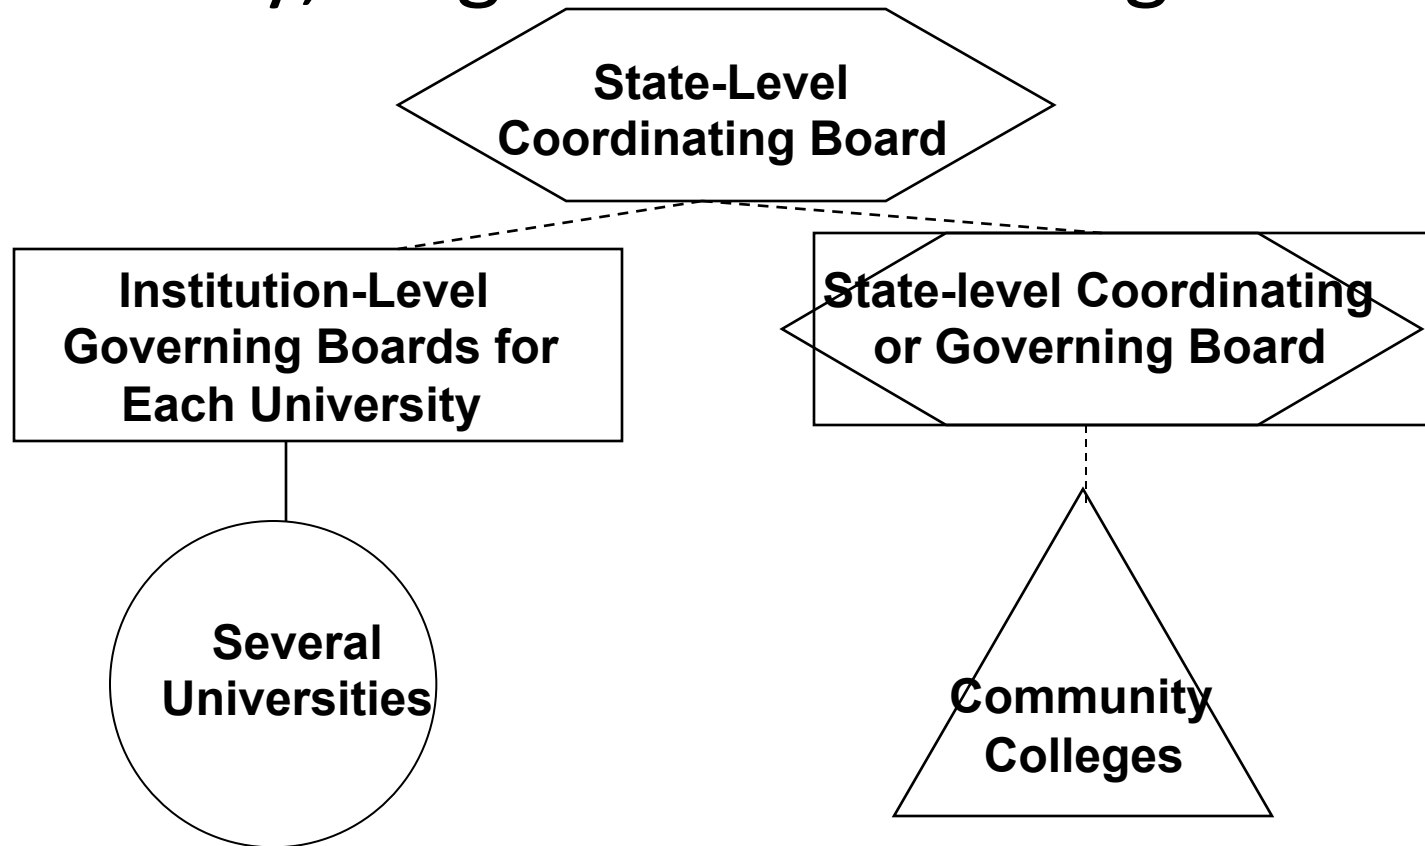 State-Level
Coordinating Board
Institution-Level
Governing Boards for
Each University
State-level Coordinating
or Governing Board
Several
Universities
Community
Colleges